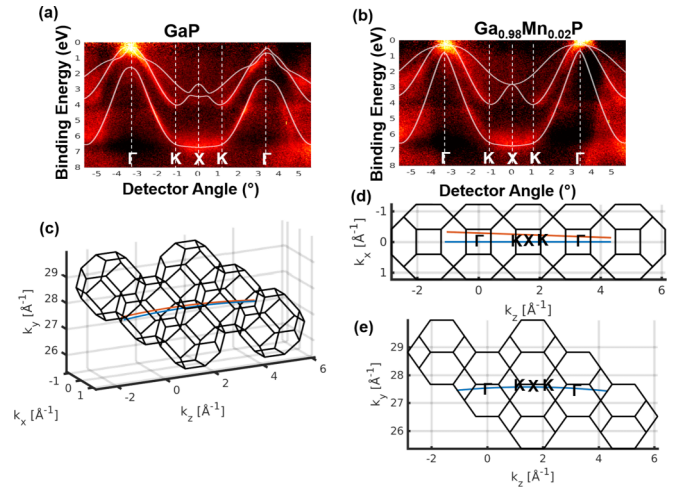 (a)
GaP
Binding Energy (eV)
0
1
2
3
4
5
6
7
8
Γ K X K Γ
-5 -4 -3 -2 -1 0 1 2 3 4 5
Detector Angle (°)
(b)
Ga0.98Mn0.02P
Binding Energy (eV)
0
1
2
3
4
5
6
7
8
Γ K X K Γ
-5 -4 -3 -2 -1 0 1 2 3 4 5
Detector Angle (°)
(c)
29
28
27
26
ky [Å-1]
-1
0
1
kx [Å-1]
-2 0 2 4 6
kz [Å-1]
(d)
-1
0
1
kx [Å-1]
Γ K X K Γ
-2 0 2 4 6
kz [Å-1]
(e)
29
28
27
26
ky [Å-1]
Γ K X K Γ
-2 0 2 4 6
kz [Å-1]